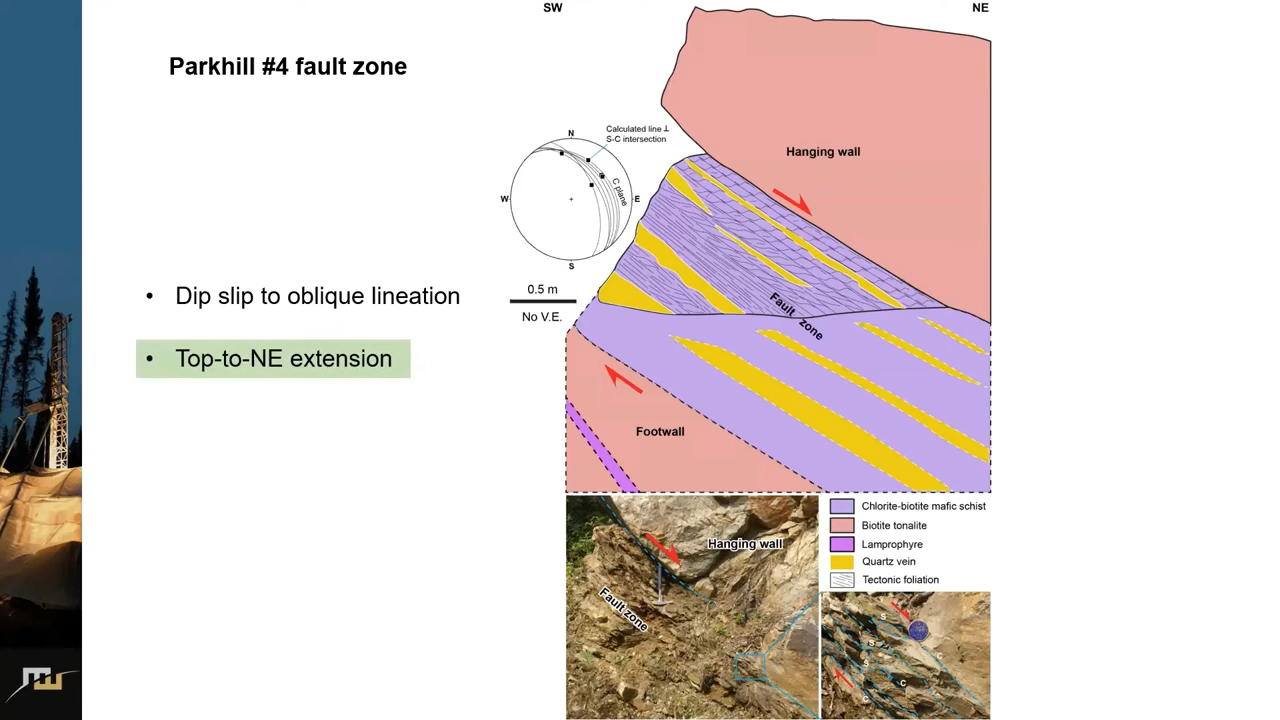 SW
NE
Parkhill #4 fault zone
Calculated line ⊥
S-C intersection
N
W
E
S
C plane
Hanging wall
0.5 m
No V.E.
• Dip slip to oblique lineation
• Top-to-NE extension
Fault zone
Footwall
Chlorite-biotite mafic schist
Biotite tonalite
Lamprophyre
Quartz vein
Tectonic foliation
Hanging wall
Fault zone
S
S
S
C
C
C